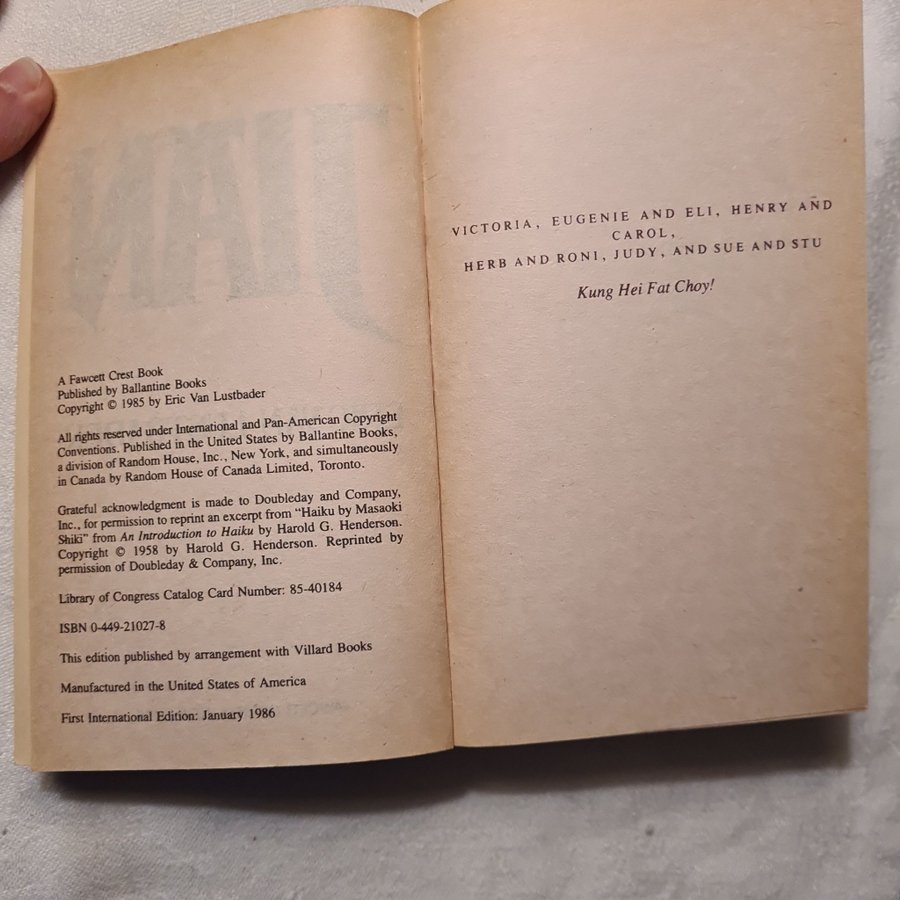 A Fawcett Crest Book
Published by Ballantine Books
Copyright © 1985 by Eric Van Lustbader
All rights reserved under International and Pan-American Copyright
Conventions. Published in the United States by Ballantine Books,
a division of Random House, Inc., New York, and simultaneously
in Canada by Random House of Canada Limited, Toronto.
Grateful acknowledgment is made to Doubleday and Company,
Inc., for permission to reprint an excerpt from “Haiku by Masaoki
Shiki” from An Introduction to Haiku by Harold G. Henderson.
Copyright © 1958 by Harold G. Henderson. Reprinted by
permission of Doubleday & Company, Inc.
Library of Congress Catalog Card Number: 85-40184
ISBN 0-449-21027-8
This edition published by arrangement with Villard Books
Manufactured in the United States of America
First International Edition: January 1986
VICTORIA, EUGENIE AND ELI, HENRY AND
CAROL,
HERB AND RONI, JUDY, AND SUE AND STU
Kung Hei Fat Choy!